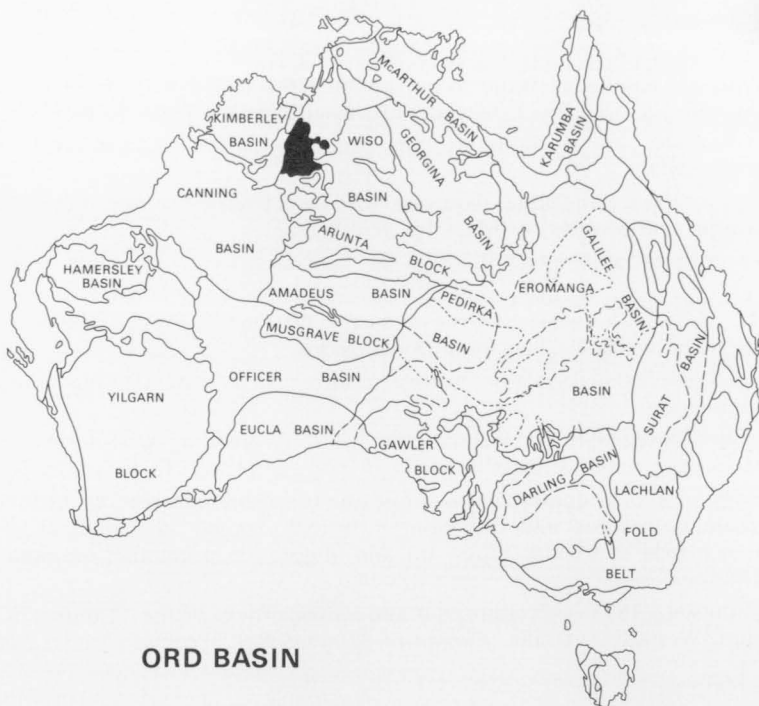 McARTHUR BASIN
KARUMBA
BASIN
KIMBERLEY
BASIN
WISO
BASIN
GEORGINA
BASIN
CANNING
BASIN
ARUNTA
BLOCK
GALILEE
BASIN
HAMERSLEY
BASIN
AMADEUS BASIN
PEDIRKA
BASIN
EROMANGA
BASIN
MUSGRAVE BLOCK
OFFICER BASIN
YILGARN
BLOCK
EUCLA BASIN
GAWLER
BLOCK
SURAT
BASIN
DARLING BASIN
LACHLAN
FOLD
BELT
ORD BASIN